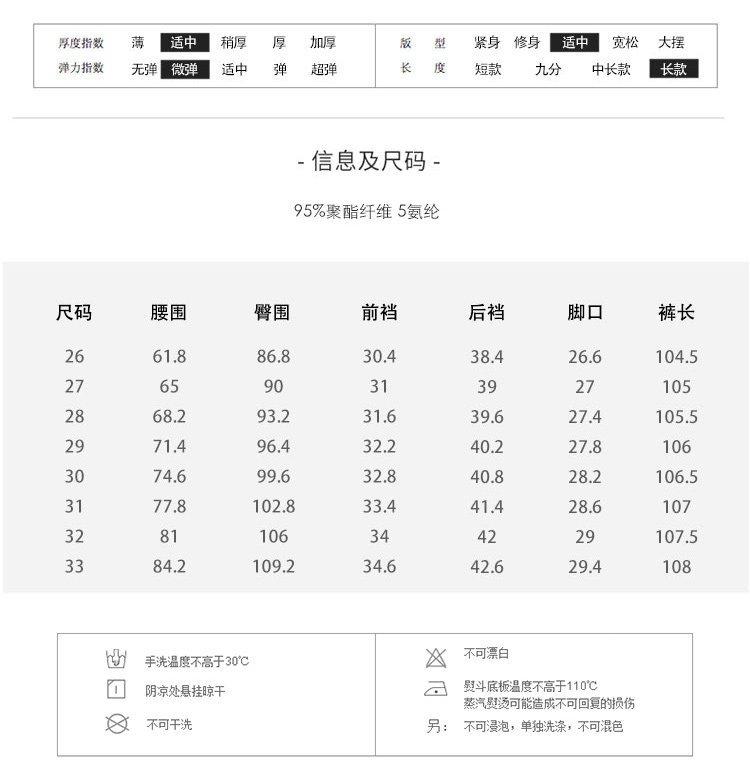 厚度指数 薄 适中 稍厚 厚 加厚 版 型 紧身 修身 适中 宽松 大摆
弹力指数 无弹 微弹 适中 弹 超弹 长 度 短款 九分 中长款 长款
- 信息及尺码 -
95%聚酯纤维 5氨纶
尺码 腰围 臀围 前裆 后裆 脚口 裤长
26 61.8 86.8 30.4 38.4 26.6 104.5
27 65 90 31 39 27 105
28 68.2 93.2 31.6 39.6 27.4 105.5
29 71.4 96.4 32.2 40.2 27.8 106
30 74.6 99.6 32.8 40.8 28.2 106.5
31 77.8 102.8 33.4 41.4 28.6 107
32 81 106 34 42 29 107.5
33 84.2 109.2 34.6 42.6 29.4 108
手洗温度不高于30℃
阴凉处悬挂晾干
不可干洗
不可漂白
熨斗底板温度不高于110℃
蒸汽熨烫可能造成不可回复的损伤
另: 不可浸泡，单独洗涤，不可混色